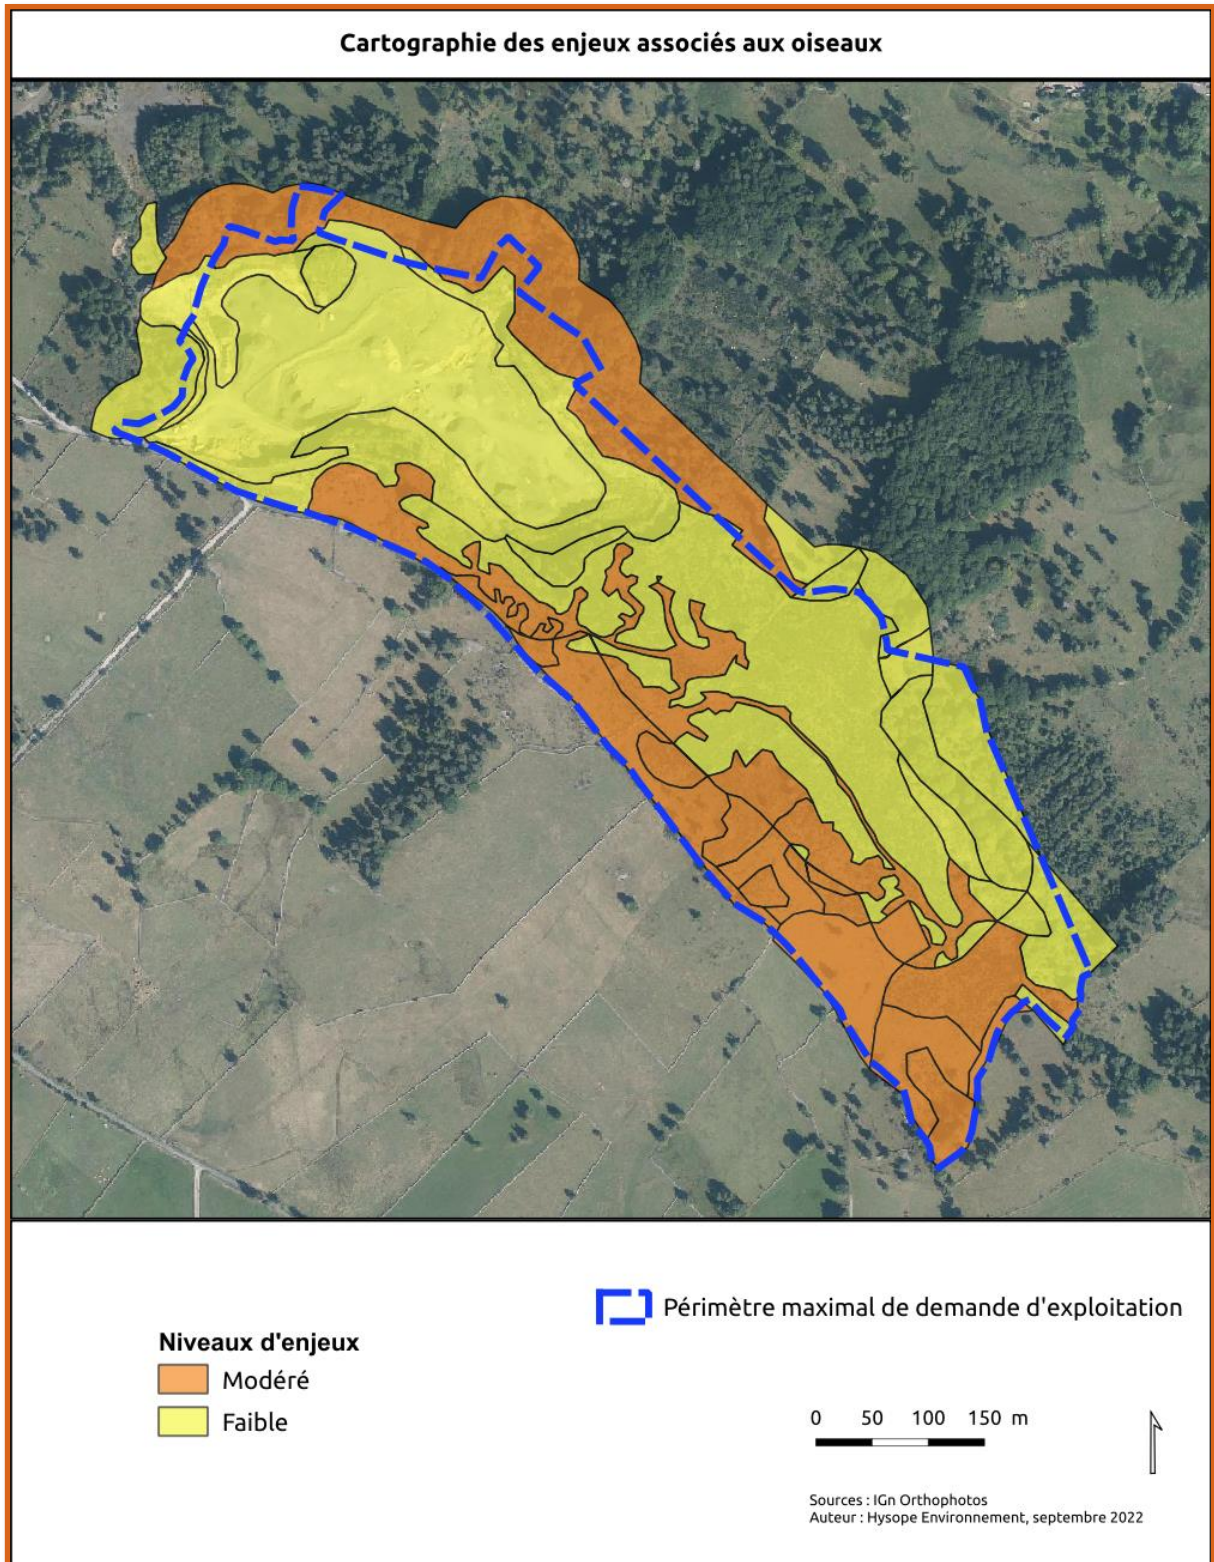 Cartographie des enjeux associés aux oiseaux
Périmètre maximal de demande d'exploitation
Niveaux d'enjeux
Modéré
Faible
0 50 100 150 m
Sources : IGn Orthophotos
Auteur : Hysope Environnement, septembre 2022